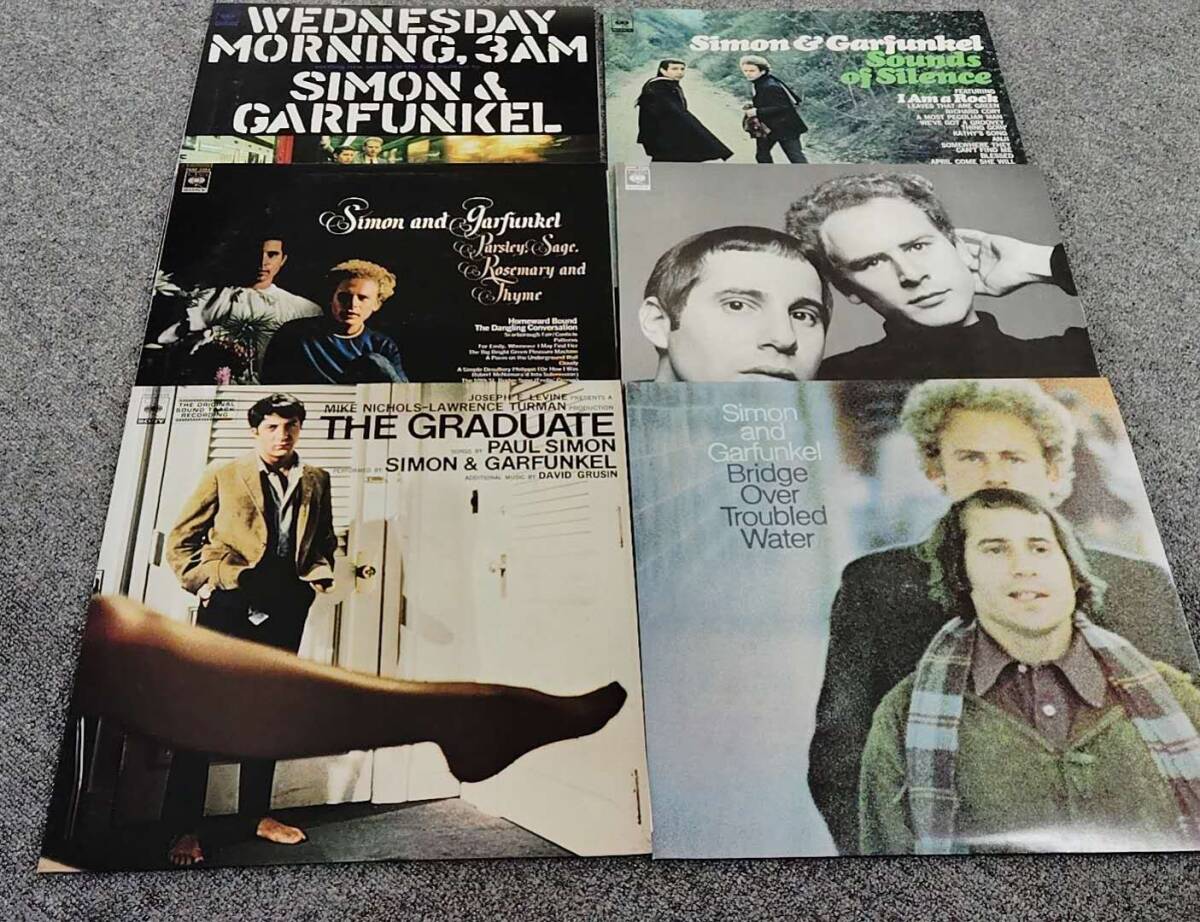 WEDNESDAY
MORNING, 3AM
SIMON &
GARFUNKEL
Simon & Garfunkel
Sounds
of Silence
FEATURING
I Am a Rock
LEAVES THAT ARE GREEN
RICHARD CORY
A MOST PECULIAR MAN
WE'VE GOT A GROOVEY
THING GOIN'
KATHY'S SONG
ANJI
SOMEWHERE THEY
CAN'T FIND ME
BLESSED
APRIL COME SHE WILL
Simon and Garfunkel
Parsley, Sage,
Rosemary and
Thyme
Homeward Bound
The Dangling Conversation
Scarborough Fair/Canticle
Patterns
For Emily, Whenever I May Find Her
The Big Bright Green Pleasure Machine
A Poem on the Underground Wall
Cloudy
A Simple Desultory Philippic (Or How I Was
Robert McNamara'd Into Submission)
THE ORIGINAL
SOUND TRACK
RECORDING
JOSEPH E. LEVINE PRESENTS A
MIKE NICHOLS-LAWRENCE TURMAN PRODUCTION
THE GRADUATE
SONGS BY PAUL SIMON
PERFORMED BY SIMON & GARFUNKEL
ADDITIONAL MUSIC BY DAVID GRUSIN
Simon
and
Garfunkel
Bridge
Over
Troubled
Water